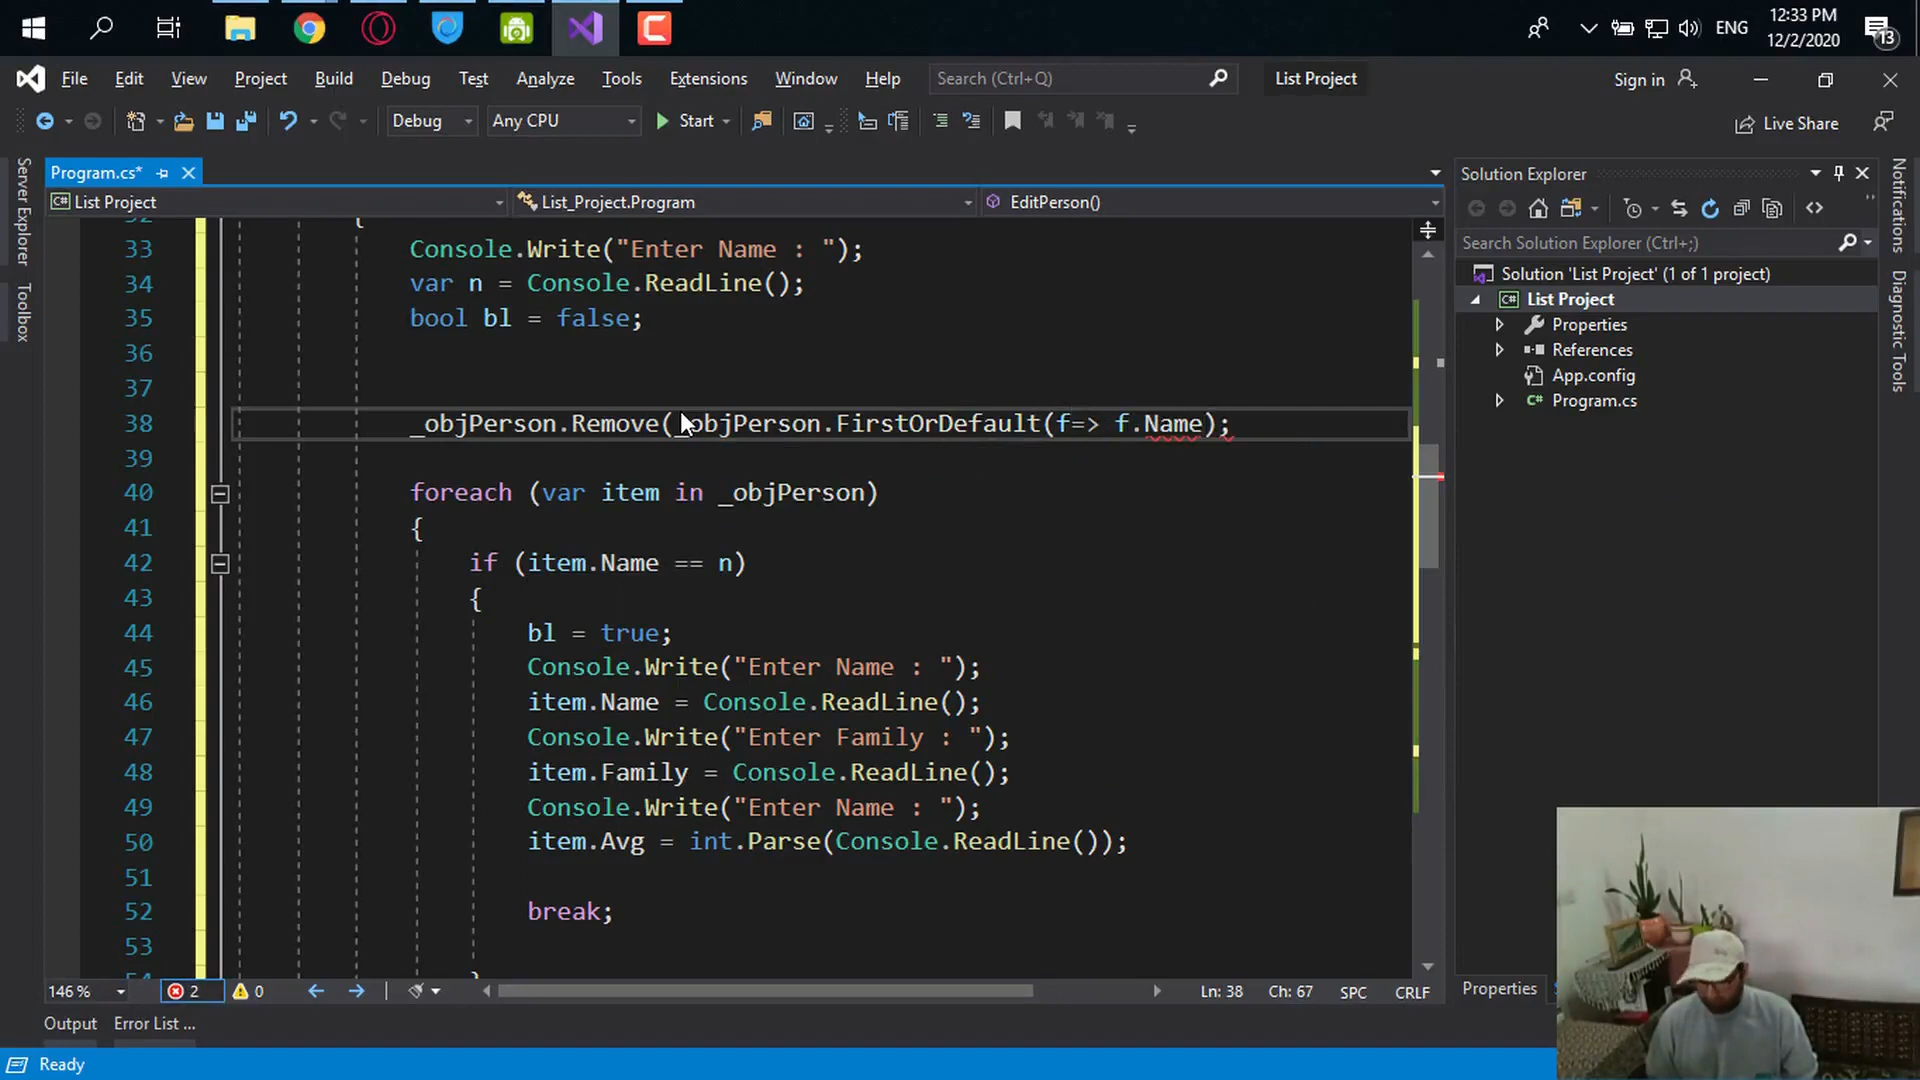 12:33 PM
ENG
12/2/2020
13
File Edit View Project Build Debug Test Analyze Tools Extensions Window Help Search (Ctrl+Q) List Project Sign in
Debug Any CPU Start Live Share
Server Explorer
Toolbox
Program.cs*
List Project List_Project.Program EditPerson()
33 Console.Write("Enter Name : ");
34 var n = Console.ReadLine();
35 bool bl = false;
36
37
38 _objPerson.Remove(_objPerson.FirstOrDefault(f=> f.Name);
39
40 foreach (var item in _objPerson)
41 {
42 if (item.Name == n)
43 {
44 bl = true;
45 Console.Write("Enter Name : ");
46 item.Name = Console.ReadLine();
47 Console.Write("Enter Family : ");
48 item.Family = Console.ReadLine();
49 Console.Write("Enter Name : ");
50 item.Avg = int.Parse(Console.ReadLine());
51
52 break;
53
146 % 2 0 Ln: 38 Ch: 67 SPC CRLF
Output Error List ...
Ready
Solution Explorer
Search Solution Explorer (Ctrl+;)
Solution 'List Project' (1 of 1 project)
C# List Project
Properties
References
App.config
C# Program.cs
Properties
Notifications
Diagnostic Tools